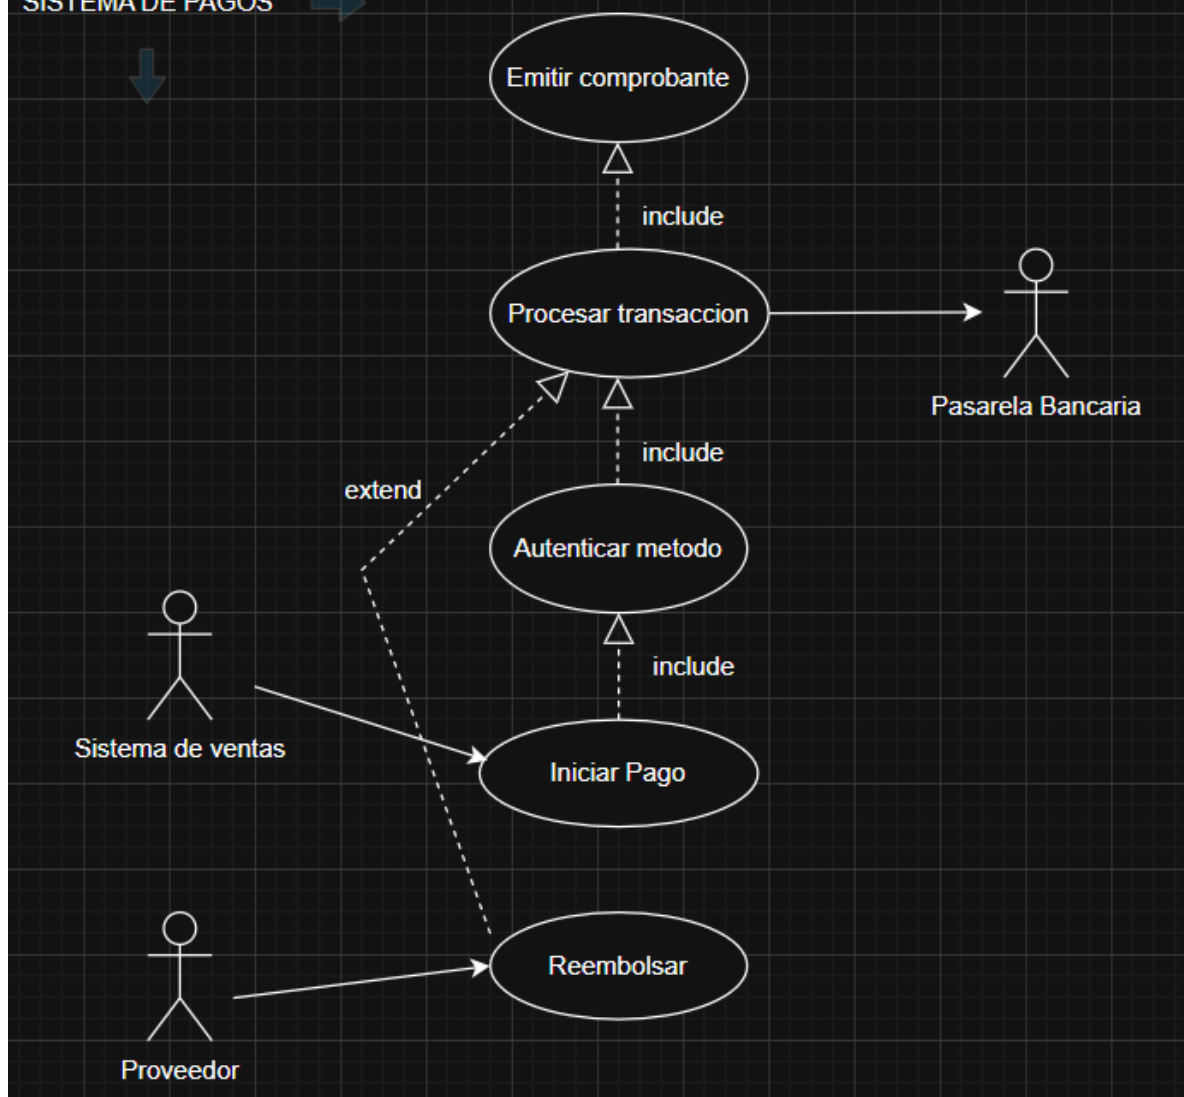 SISTEMA DE PAGOS
Emitir comprobante
include
Procesar transaccion
Pasarela Bancaria
include
extend
Autenticar metodo
include
Sistema de ventas
Iniciar Pago
Reembolsar
Proveedor